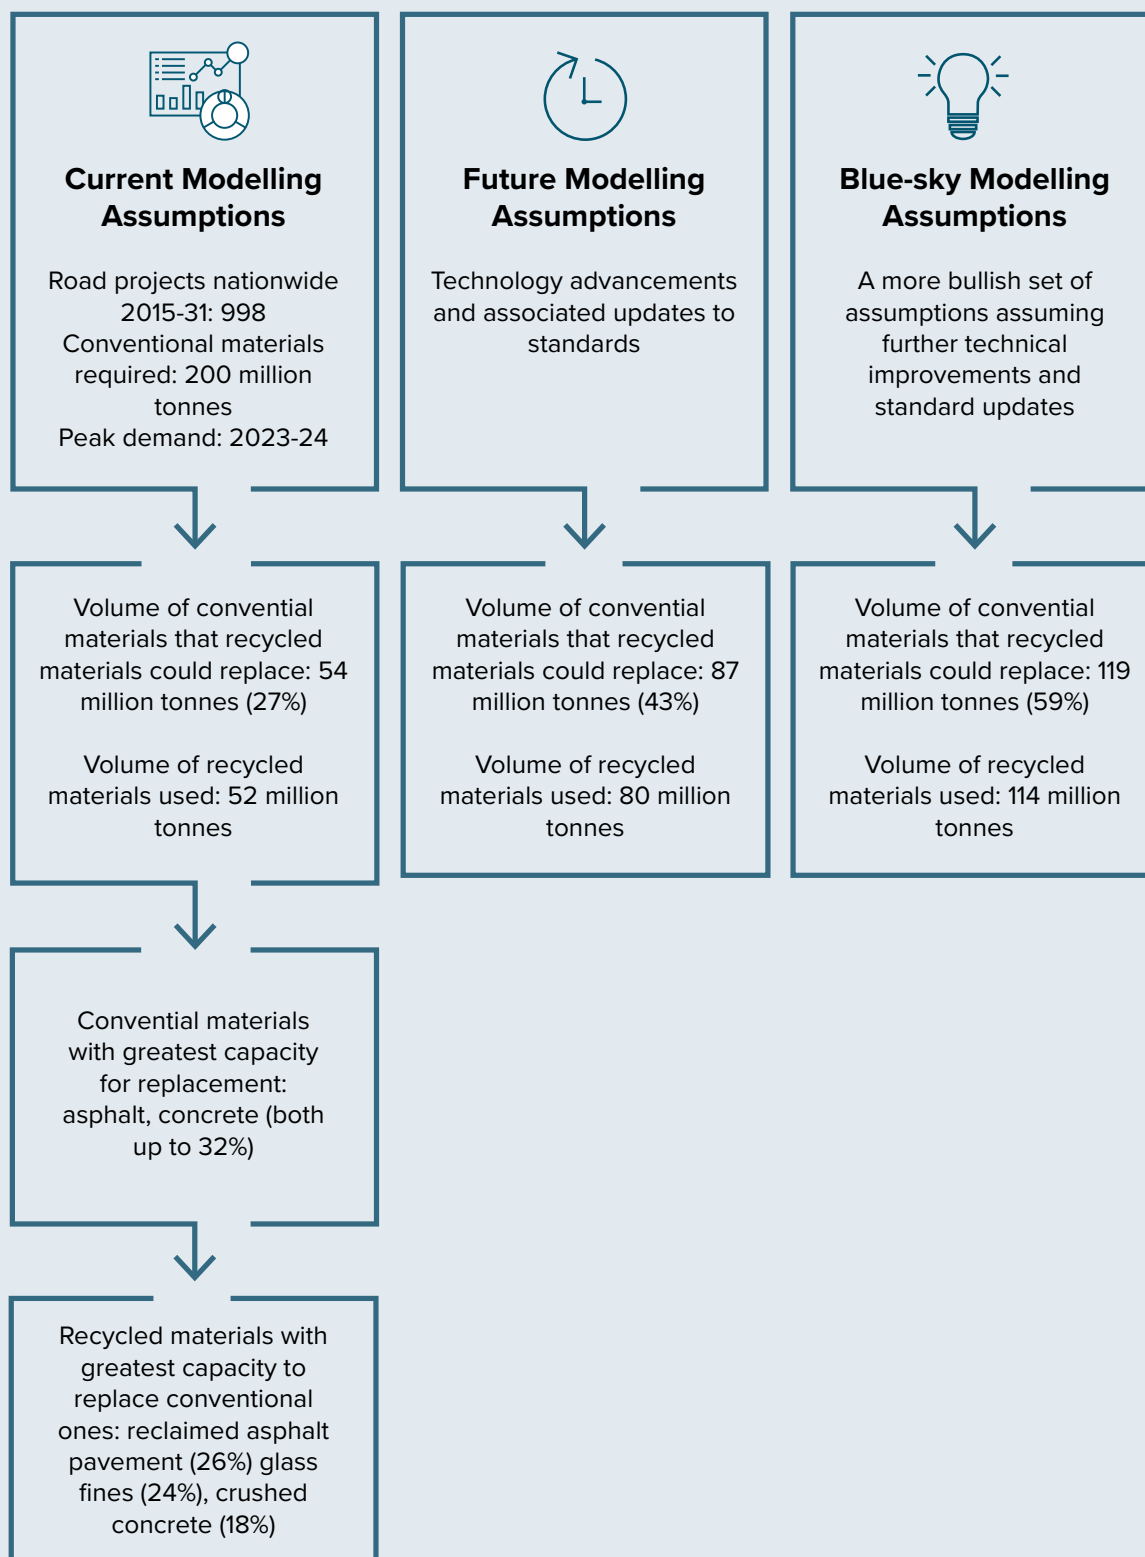 Current Modelling
Assumptions
Road projects nationwide
2015-31: 998
Conventional materials
required: 200 million
tonnes
Peak demand: 2023-24
Volume of convential
materials that recycled
materials could replace: 54
million tonnes (27%)
Volume of recycled
materials used: 52 million
tonnes
Convential materials
with greatest capacity
for replacement:
asphalt, concrete (both
up to 32%)
Recycled materials with
greatest capacity to
replace conventional
ones: reclaimed asphalt
pavement (26%) glass
fines (24%), crushed
concrete (18%)
Future Modelling
Assumptions
Technology advancements
and associated updates to
standards
Volume of convential
materials that recycled
materials could replace: 87
million tonnes (43%)
Volume of recycled
materials used: 80 million
tonnes
Blue-sky Modelling
Assumptions
A more bullish set of
assumptions assuming
further technical
improvements and
standard updates
Volume of convential
materials that recycled
materials could replace: 119
million tonnes (59%)
Volume of recycled
materials used: 114 million
tonnes